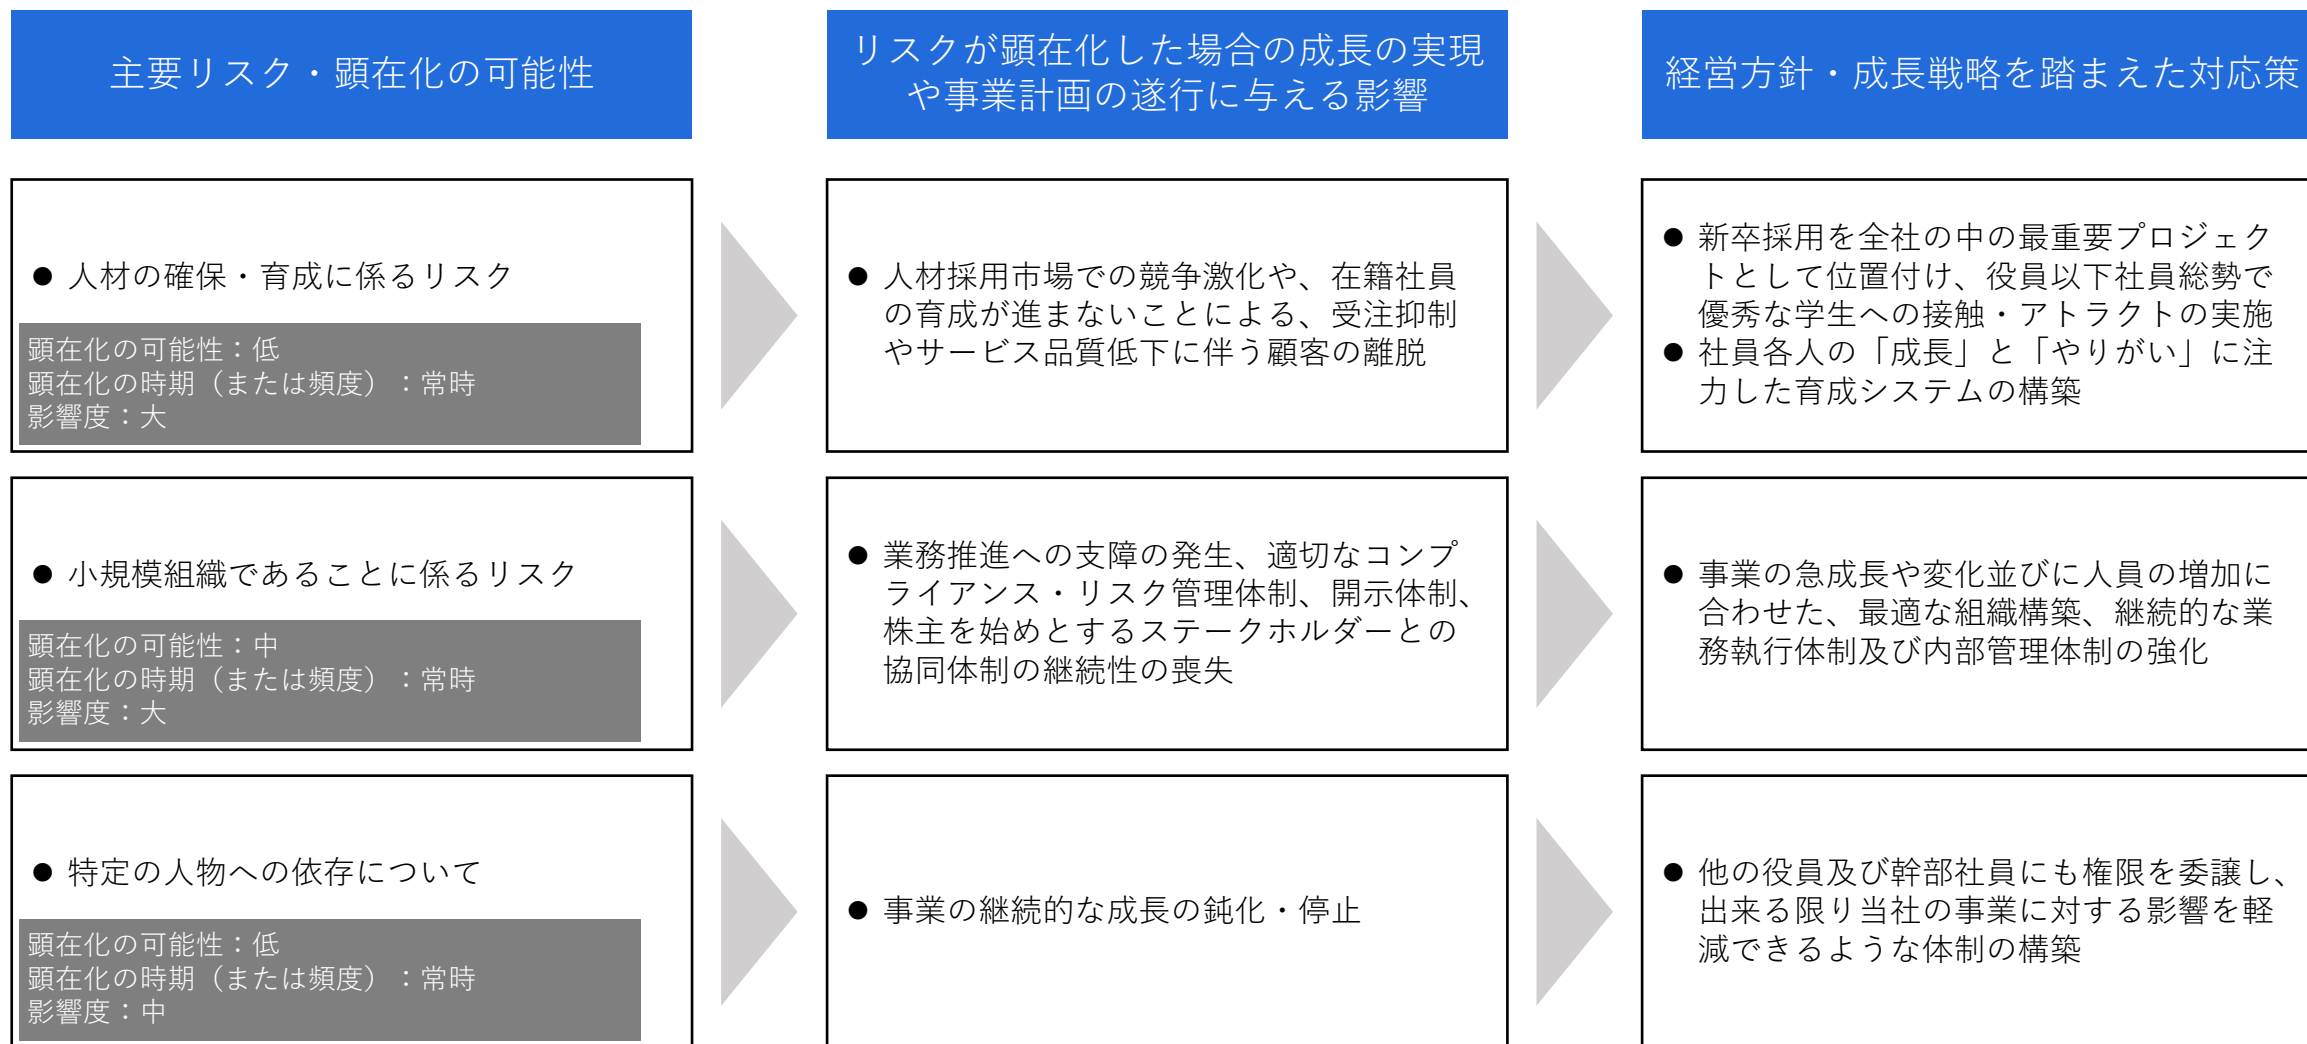 主要リスク・顕在化の可能性
リスクが顕在化した場合の成長の実現
や事業計画の遂行に与える影響
経営方針・成長戦略を踏まえた対応策
● 人材の確保・育成に係るリスク
顕在化の可能性：低
顕在化の時期（または頻度）：常時
影響度：大
● 人材採用市場での競争激化や、在籍社員
の育成が進まないことによる、受注抑制
やサービス品質低下に伴う顧客の離脱
● 新卒採用を全社の中の最重要プロジェク
トとして位置付け、役員以下社員総勢で
優秀な学生への接触・アトラクトの実施
● 社員各人の「成長」と「やりがい」に注
力した育成システムの構築
● 小規模組織であることに係るリスク
顕在化の可能性：中
顕在化の時期（または頻度）：常時
影響度：大
● 業務推進への支障の発生、適切なコンプ
ライアンス・リスク管理体制、開示体制、
株主を始めとするステークホルダーとの
協同体制の継続性の喪失
● 事業の急成長や変化並びに人員の増加に
合わせた、最適な組織構築、継続的な業
務執行体制及び内部管理体制の強化
● 特定の人物への依存について
顕在化の可能性：低
顕在化の時期（または頻度）：常時
影響度：中
● 事業の継続的な成長の鈍化・停止
● 他の役員及び幹部社員にも権限を委譲し、
出来る限り当社の事業に対する影響を軽
減できるような体制の構築